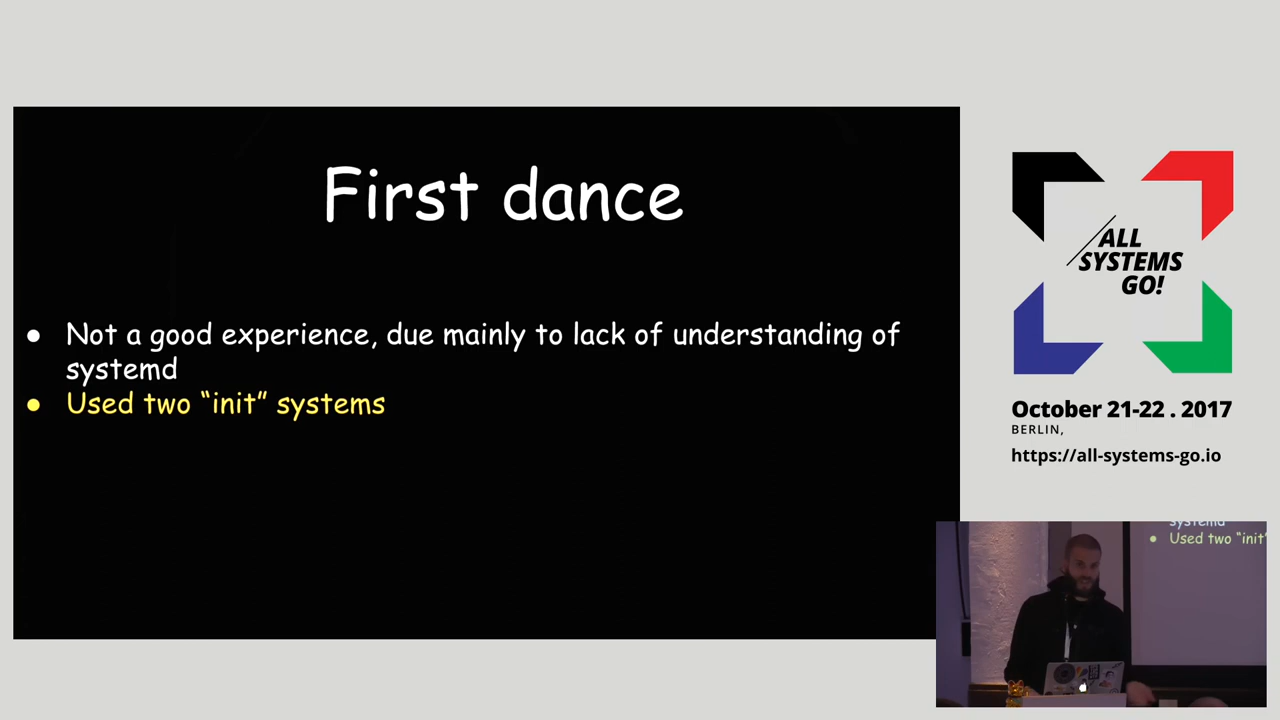 First dance
● Not a good experience, due mainly to lack of understanding of
systemd
● Used two “init” systems
ALL
SYSTEMS
GO!
October 21-22 . 2017
BERLIN,
https://all-systems-go.io
systemd
● Used two “init”